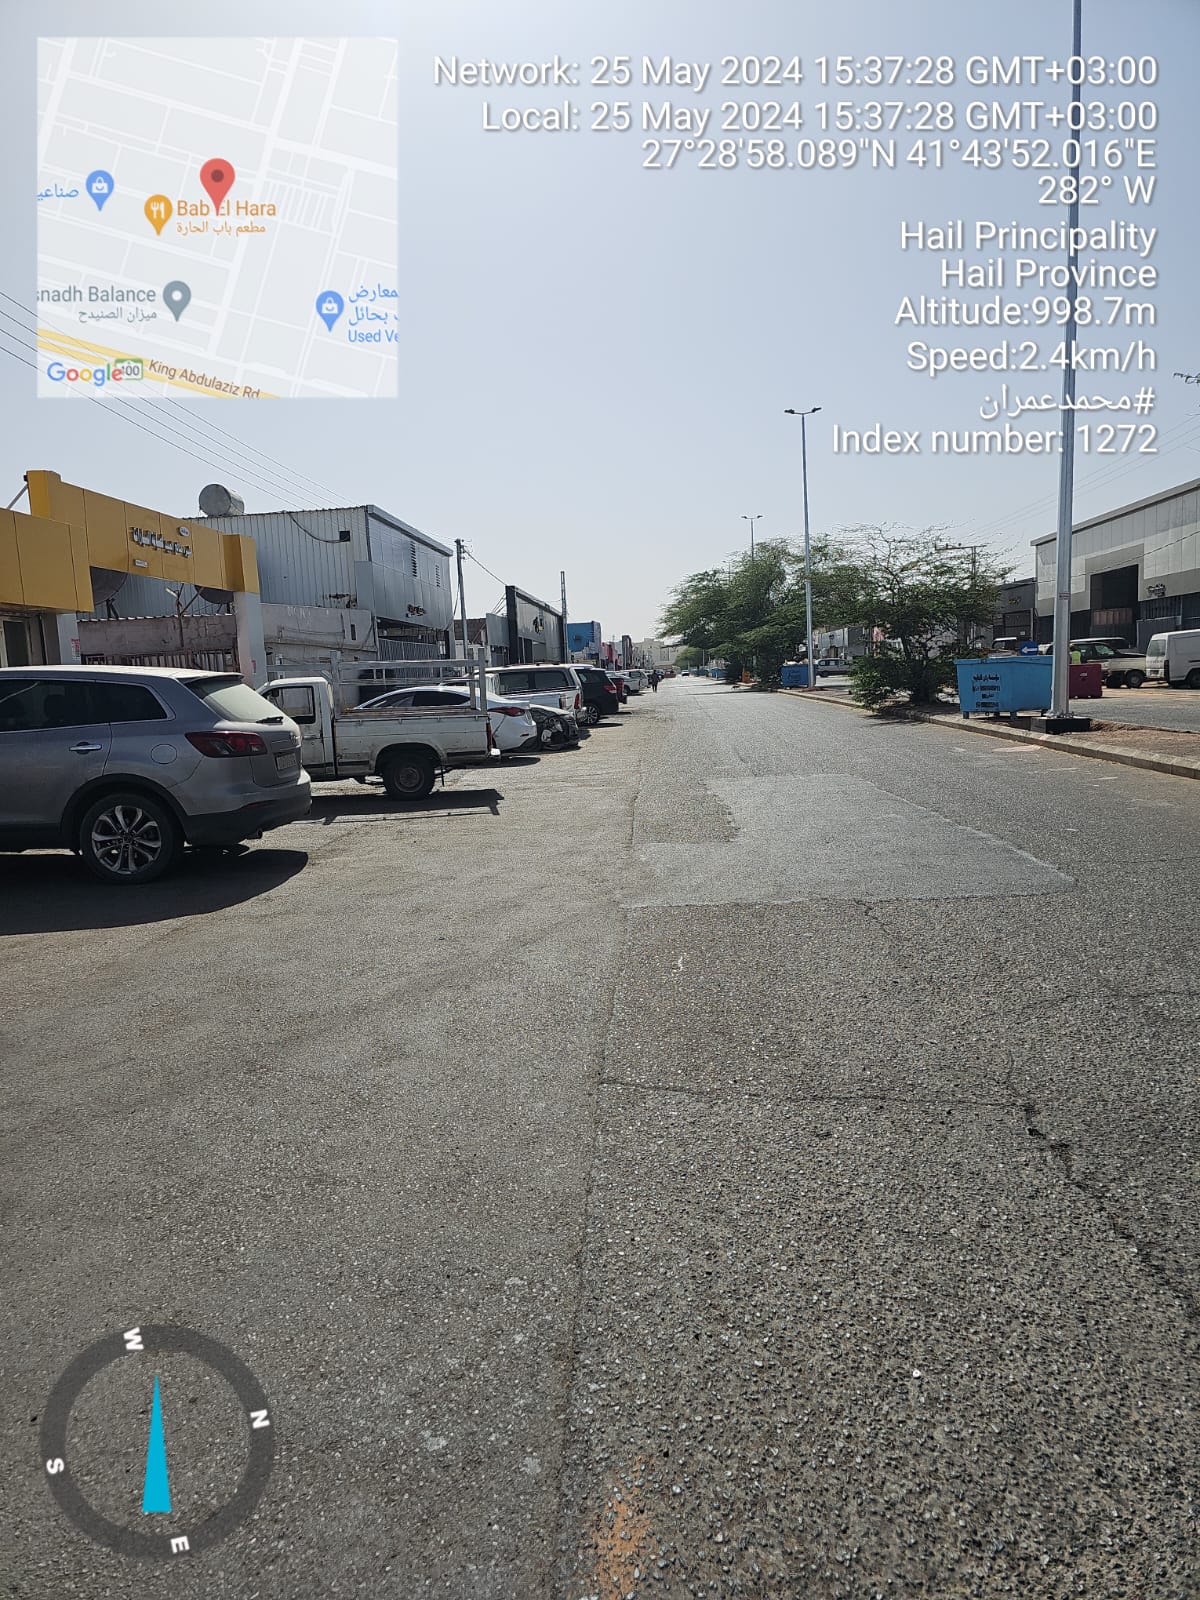 Network: 25 May 2024 15:37:28 GMT+03:00
Local: 25 May 2024 15:37:28 GMT+03:00
27°28'58.089"N 41°43'52.016"E
282° W
Hail Principality
Hail Province
Altitude:998.7m
Speed:2.4km/h
#محمدعمران
Index number: 1272
صناعي
Bab El Hara
مطعم باب الحارة
snadh Balance
ميزان الصنيدح
معارض
بحائل
Used Ve
Google
King Abdulaziz Rd
W
N
S
E